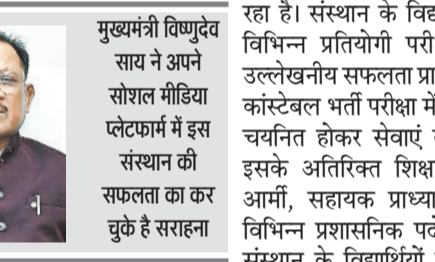 मुख्यमंत्री विष्णुदेव
साय ने अपने
सोशल मीडिया
प्लेटफार्म में इस
संस्थान की
सफलता का कर
चुके है सराहना
रहा है। संस्थान के
विभिन्न प्रतियोगी
उल्लेखनीय सफलता
कांस्टेबल भर्ती परीक्षा में
चयनित होकर सेवाएं
इसके अतिरिक्त
आर्मी, सहायक
विभिन्न प्रशासनिक
संस्थान के विद्यार्थियों